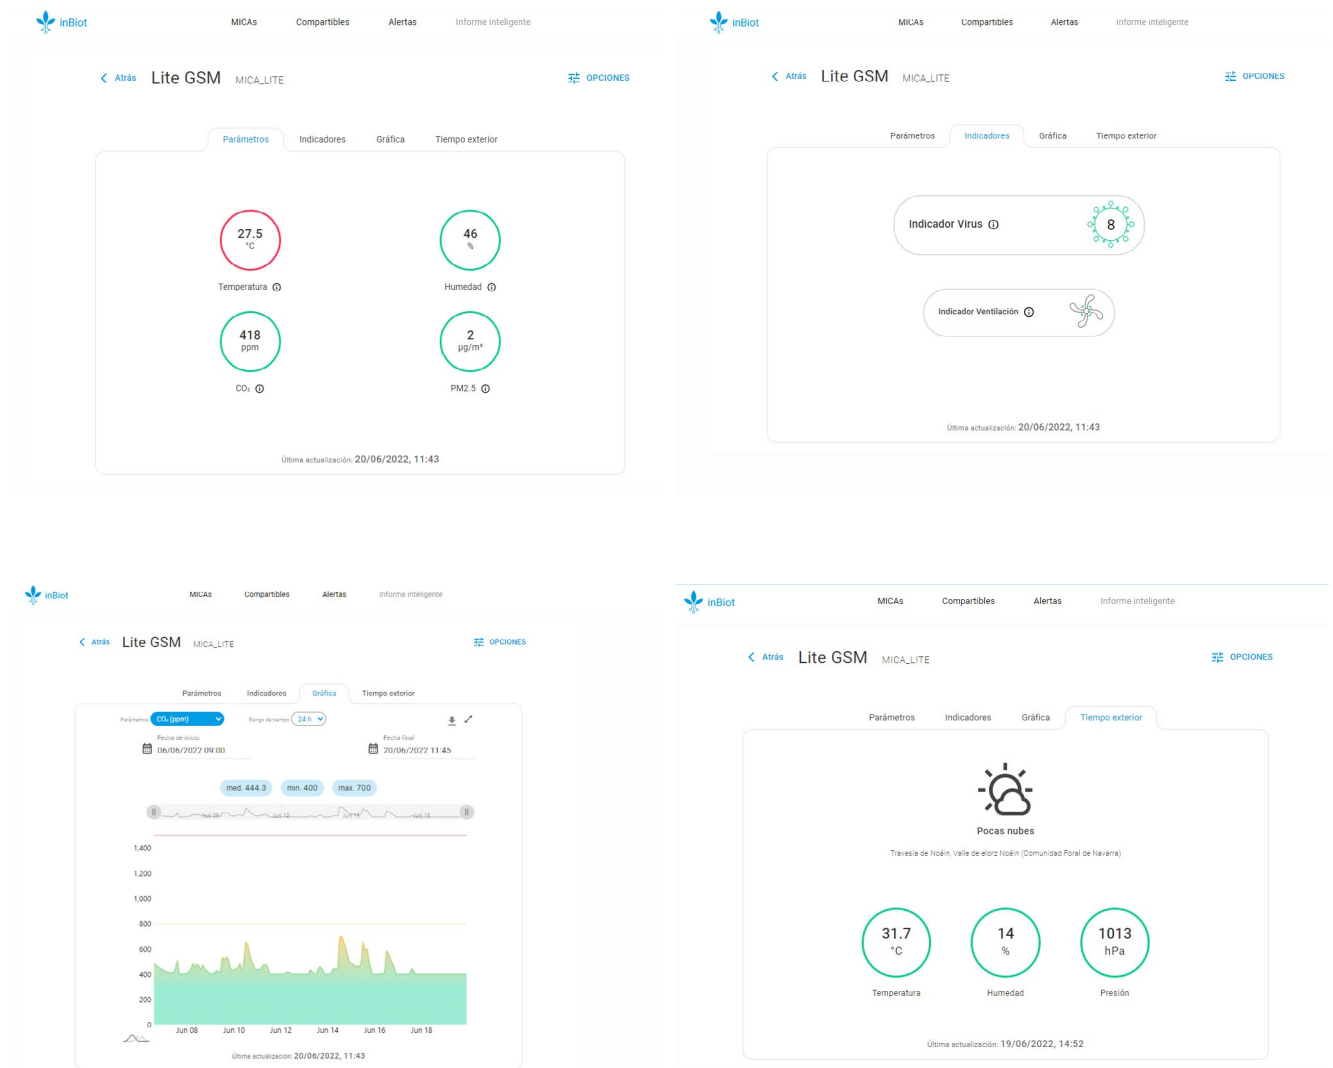 inBiot MICAs Compartibles Alertas Informe inteligente
Atrás Lite GSM MICA_LITE OPCIONES
Parámetros Indicadores Gráfica Tiempo exterior
27.5 46
°C %
Temperatura Humedad
418 2
ppm µg/m³
CO₂ PM2.5
Última actualización: 20/06/2022, 11:43
inBiot MICAs Compartibles Alertas Informe inteligente
Atrás Lite GSM MICA_LITE OPCIONES
Parámetros Indicadores Gráfica Tiempo exterior
Indicador Virus 8
Indicador Ventilación
Última actualización: 20/06/2022, 11:43
inBiot MICAs Compartibles Alertas Informe inteligente
Atrás Lite GSM MICA_LITE OPCIONES
Parámetros Indicadores Gráfica Tiempo exterior
Parámetros CO₂ (ppm) Rango de tiempo 24 h
Fecha de inicio Fecha final
06/06/2022 09:00 20/06/2022 11:45
med. 444.3 min. 400 max. 700
Jun 12
1,400
1,200
1,000
800
600
400
200
0
Jun 08 Jun 10 Jun 12 Jun 14 Jun 16 Jun 18
Última actualización: 20/06/2022, 11:43
inBiot MICAs Compartibles Alertas Informe inteligente
Atrás Lite GSM MICA_LITE OPCIONES
Parámetros Indicadores Gráfica Tiempo exterior
Pocas nubes
Travesía de Noáin, Valle de elorz Noáin (Comunidad Foral de Navarra)
31.7 14 1013
°C % hPa
Temperatura Humedad Presión
Última actualización: 19/06/2022, 14:52